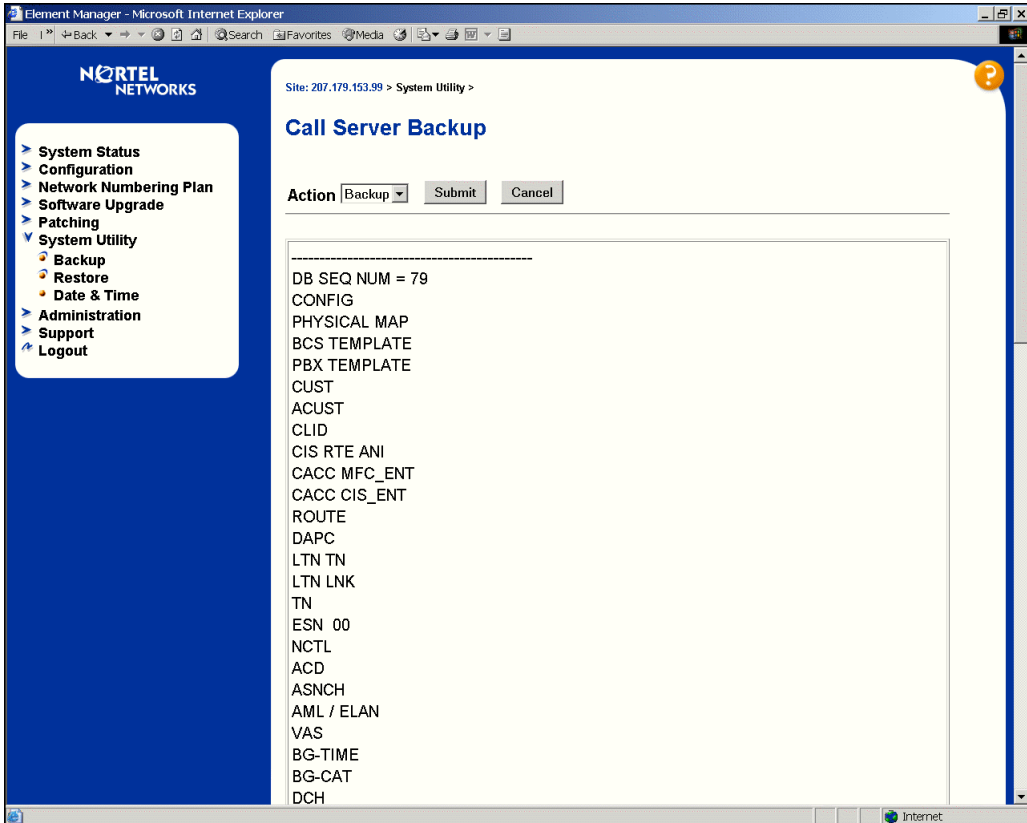 Element Manager - Microsoft Internet Explorer
File I » Back Search Favorites Media
NORTEL
NETWORKS
Site: 207.179.153.99 > System Utility >
?
Call Server Backup
System Status
Configuration
Network Numbering Plan
Software Upgrade
Patching
System Utility
Backup
Restore
Date & Time
Administration
Support
Logout
Action Backup Submit Cancel
-------------------------------------------
DB SEQ NUM = 79
CONFIG
PHYSICAL MAP
BCS TEMPLATE
PBX TEMPLATE
CUST
ACUST
CLID
CIS RTE ANI
CACC MFC_ENT
CACC CIS_ENT
ROUTE
DAPC
LTN TN
LTN LNK
TN
ESN 00
NCTL
ACD
ASNCH
AML / ELAN
VAS
BG-TIME
BG-CAT
DCH
Internet